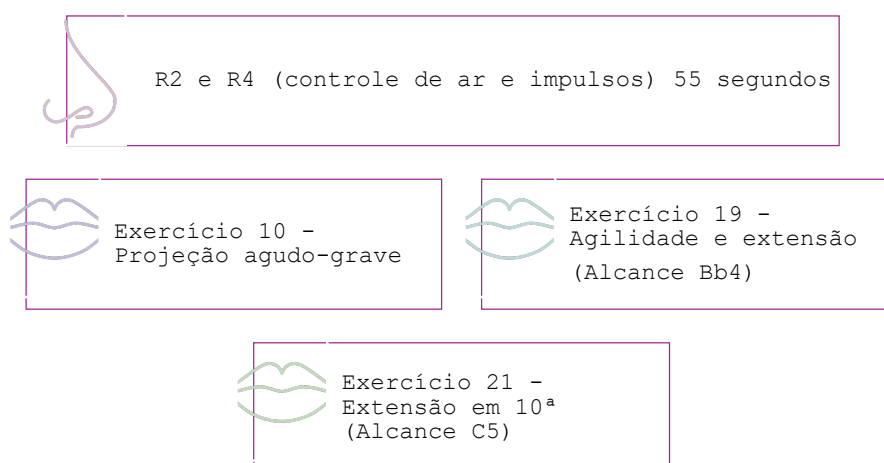 R2 e R4 (controle de ar e impulsos) 55 segundos
Exercício 10 -
Projeção agudo-grave
Exercício 19 -
Agilidade e extensão
(Alcance Bb4)
Exercício 21 -
Extensão em 10ª
(Alcance C5)